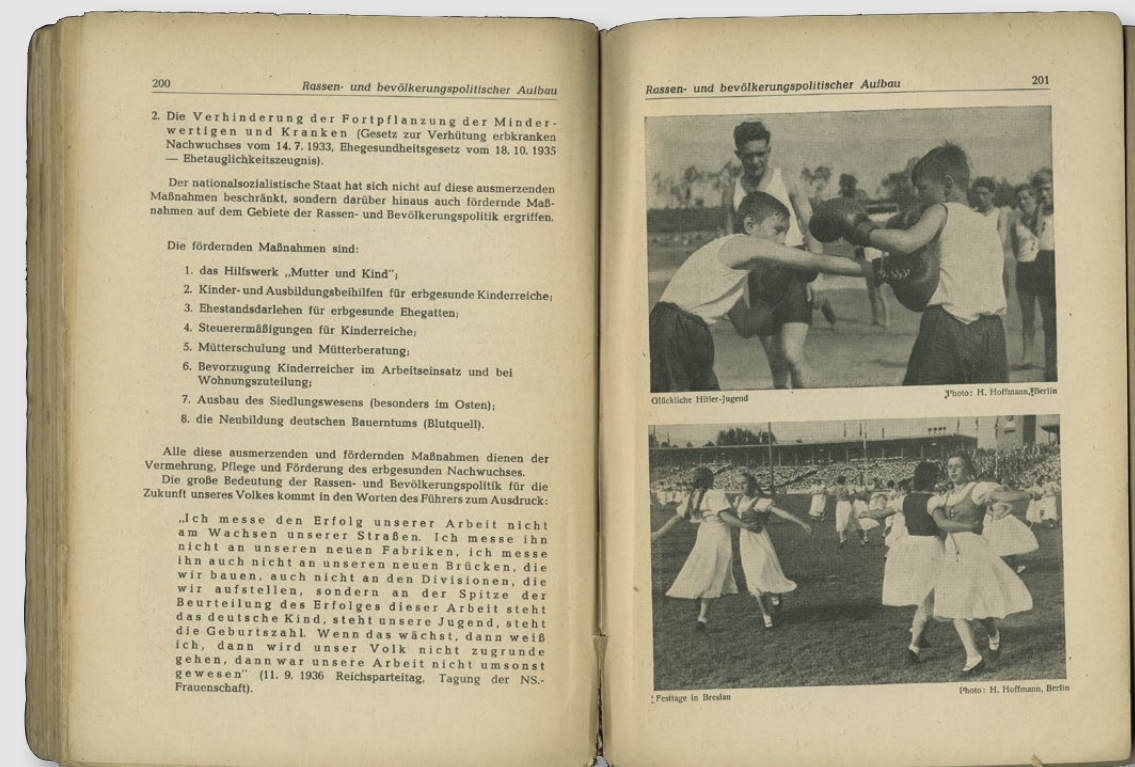 200
Rassen- und bevölkerungspolitischer Aufbau
2. Die Verhinderung der Fortpflanzung der Minder-
wertigen und Kranken (Gesetz zur Verhütung erbkranken
Nachwuchses vom 14. 7. 1933, Ehegesundheitsgesetz vom 18. 10. 1935
— Ehetauglichkeitszeugnis).
Der nationalsozialistische Staat hat sich nicht auf diese ausmerzenden
Maßnahmen beschränkt, sondern darüber hinaus auch fördernde Maß-
nahmen auf dem Gebiete der Rassen- und Bevölkerungspolitik ergriffen.
Die fördernden Maßnahmen sind:
1. das Hilfswerk „Mutter und Kind";
2. Kinder- und Ausbildungsbeihilfen für erbgesunde Kinderreiche;
3. Ehestandsdarlehen für erbgesunde Ehegatten;
4. Steuerermäßigungen für Kinderreiche;
5. Mütterschulung und Mütterberatung;
6. Bevorzugung Kinderreicher im Arbeitseinsatz und bei
Wohnungszuteilung;
7. Ausbau des Siedlungswesens (besonders im Osten);
8. die Neubildung deutschen Bauerntums (Blutquell).
Alle diese ausmerzenden und fördernden Maßnahmen dienen der
Vermehrung, Pflege und Förderung des erbgesunden Nachwuchses.
Die große Bedeutung der Rassen- und Bevölkerungspolitik für die
Zukunft unseres Volkes kommt in den Worten des Führers zum Ausdruck:
„Ich messe den Erfolg unserer Arbeit nicht
am Wachsen unserer Straßen. Ich messe ihn
nicht an unseren neuen Fabriken, ich messe
ihn auch nicht an unseren neuen Brücken, die
wir bauen, auch nicht an den Divisionen, die
wir aufstellen, sondern an der Spitze der
Beurteilung des Erfolges dieser Arbeit steht
das deutsche Kind, steht unsere Jugend, steht
die Geburtszahl. Wenn das wächst, dann weiß
ich, dann wird unser Volk nicht zugrunde
gehen, dann war unsere Arbeit nicht umsonst
gewesen" (11. 9. 1936 Reichsparteitag, Tagung der NS.-
Frauenschaft).
Rassen- und bevölkerungspolitischer Aufbau
201
Glückliche Hitler-Jugend
Photo: H. Hoffmann, Berlin
Festtage in Breslau
Photo: H. Hoffmann, Berlin